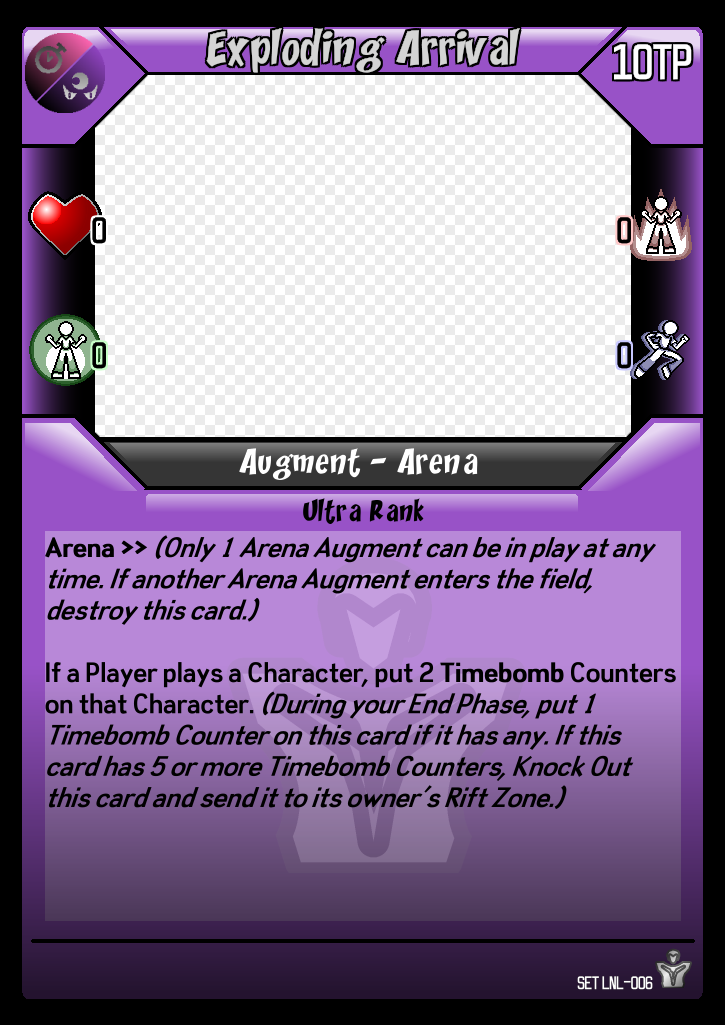 Exploding Arrival
10TP
0
0
0
0
Augment - Arena
Ultra Rank
Arena >> (Only 1 Arena Augment can be in play at any
time. If another Arena Augment enters the field,
destroy this card.)
If a Player plays a Character, put 2 Timebomb Counters
on that Character. (During your End Phase, put 1
Timebomb Counter on this card if it has any. If this
card has 5 or more Timebomb Counters, Knock Out
this card and send it to its owner's Rift Zone.)
SET LNL-006